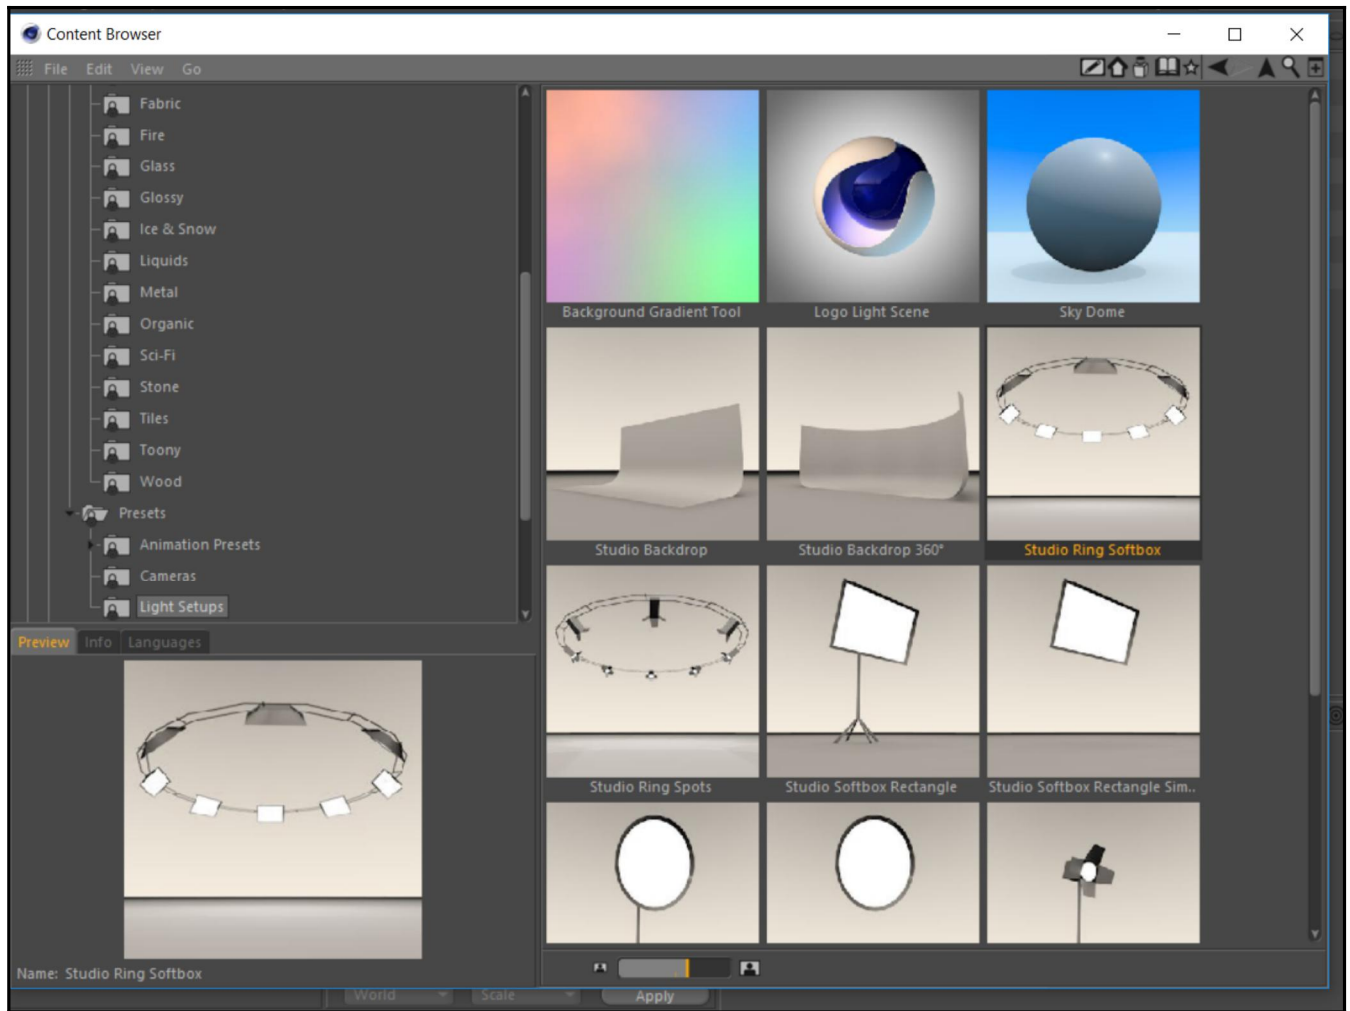 Content Browser
File Edit View Go
Fabric
Fire
Glass
Glossy
Ice & Snow
Liquids
Metal
Organic
Sci-Fi
Stone
Tiles
Toony
Wood
Presets
Animation Presets
Cameras
Light Setups
Preview Info Languages
Name: Studio Ring Softbox
Background Gradient Tool
Logo Light Scene
Sky Dome
Studio Backdrop
Studio Backdrop 360°
Studio Ring Softbox
Studio Ring Spots
Studio Softbox Rectangle
Studio Softbox Rectangle Sim..
World Scale Apply